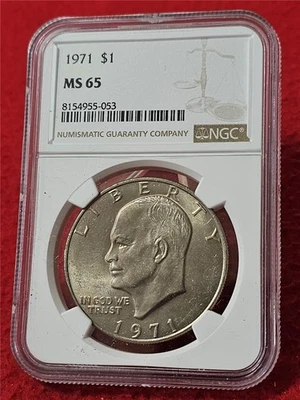 1971 $1
MS 65
8154955-053
NUMISMATIC GUARANTY COMPANY
NGC®
LIBERTY
IN GOD WE
TRUST
1971